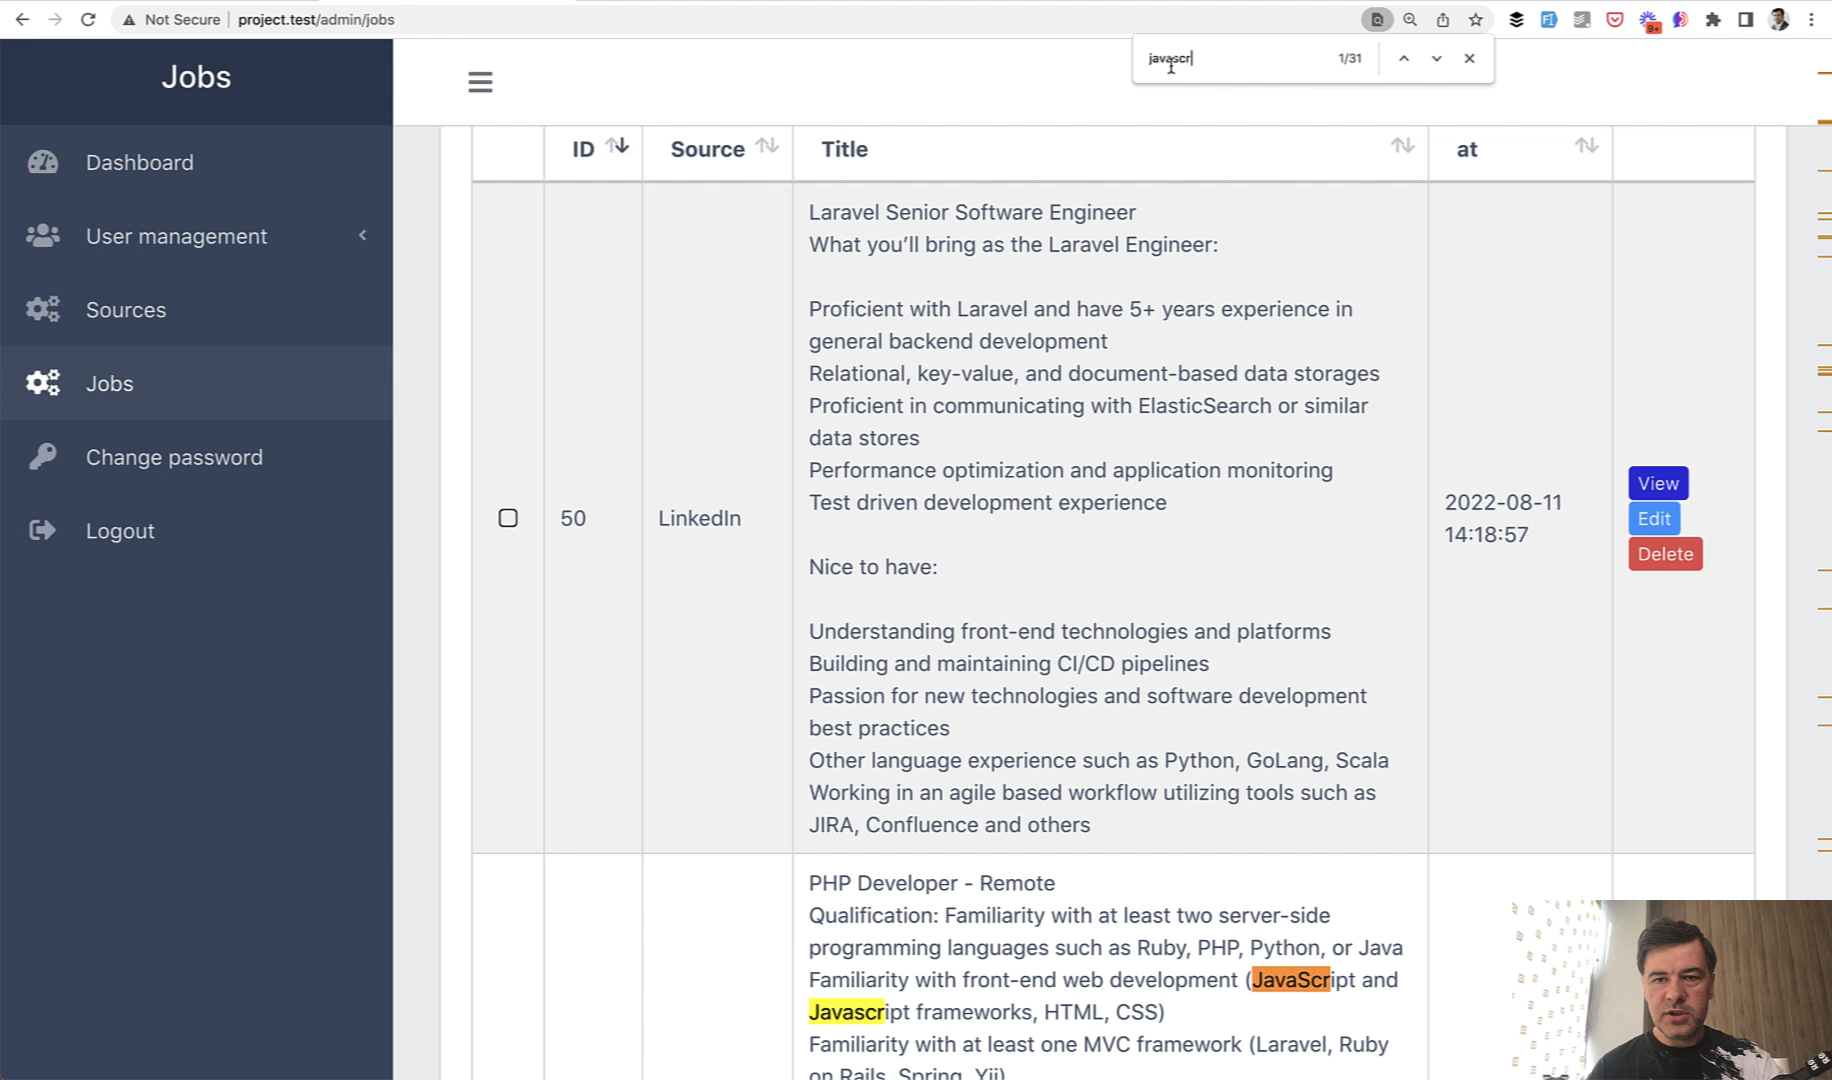 Not Secure project.test/admin/jobs
9+
javascr 1/31
Jobs
ID Source Title at
Dashboard
User management
Sources
Jobs
Change password
Logout
50 LinkedIn
Laravel Senior Software Engineer
What you’ll bring as the Laravel Engineer:
Proficient with Laravel and have 5+ years experience in
general backend development
Relational, key-value, and document-based data storages
Proficient in communicating with ElasticSearch or similar
data stores
Performance optimization and application monitoring
Test driven development experience
Nice to have:
Understanding front-end technologies and platforms
Building and maintaining CI/CD pipelines
Passion for new technologies and software development
best practices
Other language experience such as Python, GoLang, Scala
Working in an agile based workflow utilizing tools such as
JIRA, Confluence and others
2022-08-11
14:18:57
View
Edit
Delete
PHP Developer - Remote
Qualification: Familiarity with at least two server-side
programming languages such as Ruby, PHP, Python, or Java
Familiarity with front-end web development (JavaScript and
Javascript frameworks, HTML, CSS)
Familiarity with at least one MVC framework (Laravel, Ruby
on Rails, Spring, Yii)